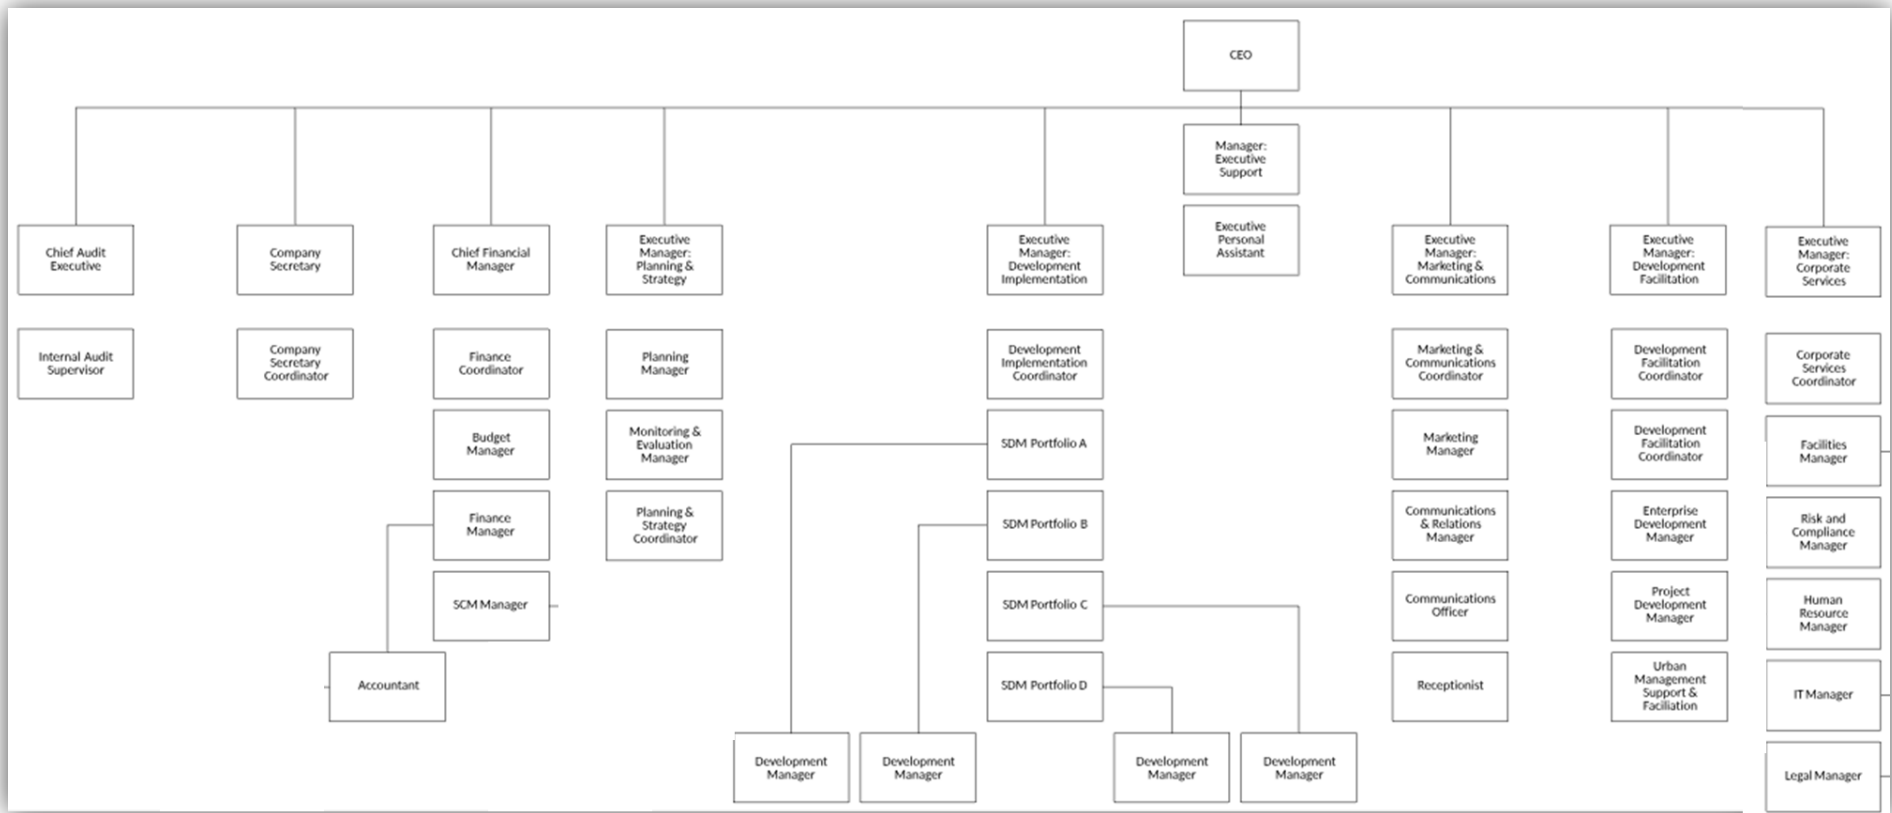 CEO
Manager:
Executive
Support
Executive
Personal
Assistant
Chief Audit
Executive
Internal Audit
Supervisor
Company
Secretary
Company
Secretary
Coordinator
Chief Financial
Manager
Finance
Coordinator
Budget
Manager
Finance
Manager
SCM Manager
Accountant
Executive
Manager:
Planning &
Strategy
Planning
Manager
Monitoring &
Evaluation
Manager
Planning &
Strategy
Coordinator
Executive
Manager:
Development
Implementation
Development
Implementation
Coordinator
SDM Portfolio A
SDM Portfolio B
SDM Portfolio C
SDM Portfolio D
Development
Manager
Development
Manager
Development
Manager
Development
Manager
Executive
Manager:
Marketing &
Communications
Marketing &
Communications
Coordinator
Marketing
Manager
Communications
& Relations
Manager
Communications
Officer
Receptionist
Executive
Manager:
Development
Facilitation
Development
Facilitation
Coordinator
Development
Facilitation
Coordinator
Enterprise
Development
Manager
Project
Development
Manager
Urban
Management
Support &
Faciliation
Executive
Manager:
Corporate
Services
Corporate
Services
Coordinator
Facilities
Manager
Risk and
Compliance
Manager
Human
Resource
Manager
IT Manager
Legal Manager